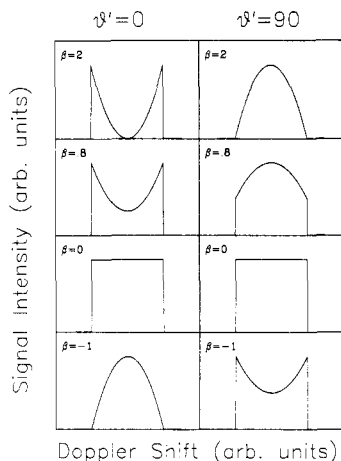 ϑ'=0 ϑ'=90
β=2 β=2
β=.8 β=.8
β=0 β=0
β=-1 β=-1
Signal Intensity (arb. units)
Doppler Shift (arb. units)